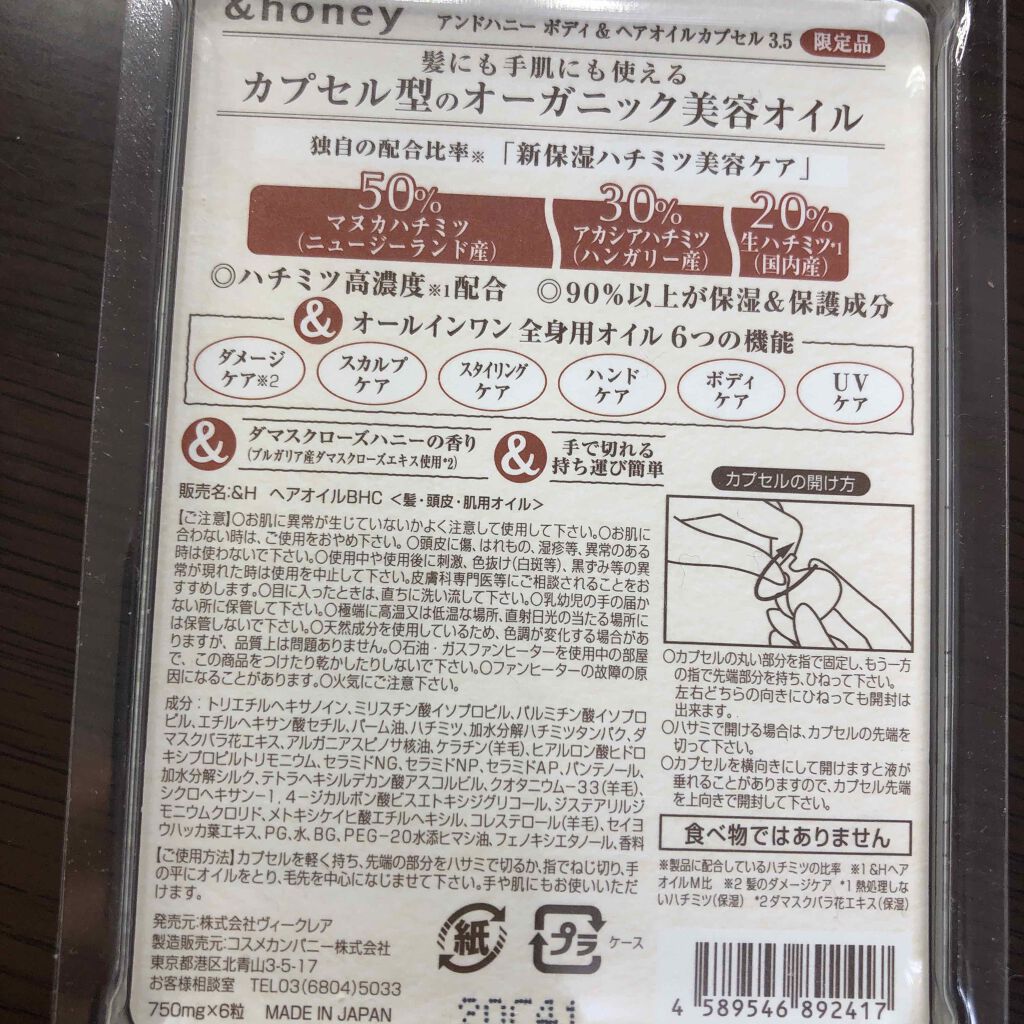 &honey アンドハニー ボディ & ヘアオイルカプセル 3.5 限定品
髪にも手肌にも使える
カプセル型のオーガニック美容オイル
独自の配合比率※「新保湿ハチミツ美容ケア」
50%
マヌカハチミツ
(ニュージーランド産)
30%
アカシアハチミツ
(ハンガリー産)
20%
生ハチミツ*1
(国内産)
◎ハチミツ高濃度※1配合 ◎90%以上が保湿&保護成分
& オールインワン 全身用オイル 6つの機能
ダメージ
ケア※2
スカルプ
ケア
スタイリング
ケア
ハンド
ケア
ボディ
ケア
UV
ケア
& ダマスクローズハニーの香り
(ブルガリア産ダマスクローズエキス使用*2)
& 手で切れる
持ち運び簡単
販売名:&H ヘアオイルBHC <髪・頭皮・肌用オイル>
【ご注意】○お肌に異常が生じていないかよく注意して使用して下さい。○お肌に
合わない時は、ご使用をおやめ下さい。○頭皮に傷、はれもの、湿疹等、異常のある
時は使わないで下さい。○使用中や使用後に刺激、色抜け(白斑等)、黒ずみ等の異
常が現れた時は使用を中止して下さい。皮膚科専門医等にご相談されることをお
すすめします。○目に入ったときは、直ちに洗い流して下さい。○乳幼児の手の届か
ない所に保管して下さい。○極端に高温又は低温な場所、直射日光の当たる場所に
は保管しないで下さい。○天然成分を使用しているため、色調が変化する場合があ
りますが、品質上は問題ありません。○石油・ガスファンヒーターを使用中の部屋
で、この商品をつけたり乾かしたりしないで下さい。○ファンヒーターの故障の原
因になることがあります。○火気にご注意下さい。
成分:トリエチルヘキサノイン、ミリスチン酸イソプロピル、パルミチン酸イソプロ
ピル、エチルヘキサン酸セチル、パーム油、ハチミツ、加水分解ハチミツタンパク、ダ
マスクバラ花エキス、アルガニアスピノサ核油、ケラチン(羊毛)、ヒアルロン酸ヒドロ
キシプロピルトリモニウム、セラミドNG、セラミドNP、セラミドAP、パンテノール、
加水分解シルク、テトラヘキシルデカン酸アスコルビル、クオタニウム-33(羊毛)、
シクロヘキサン-1,4-ジカルボン酸ビスエトキシジグリコール、ジステアリルジ
モニウムクロリド、メトキシケイヒ酸エチルヘキシル、コレステロール(羊毛)、セイヨ
ウハッカ葉エキス、PG、水、BG、PEG-20水添ヒマシ油、フェノキシエタノール、香料
【ご使用方法】カプセルを軽く持ち、先端の部分をハサミで切るか、指でねじ切り、手
の平にオイルをとり、毛先を中心になじませて下さい。手や肌にもお使いいただ
けます。
発売元:株式会社ヴィークレア
製造販売元:コスメカンパニー株式会社
東京都港区北青山3-5-17
お客様相談室 TEL03(6804)5033
750mg×6粒 MADE IN JAPAN
紙
プラ ケース
カプセルの開け方
○カプセルの丸い部分を指で固定し、もう一方
の指で先端部分を持ち、ひねって下さい。
左右どちらの向きにひねっても開封は
出来ます。
○ハサミで開ける場合は、カプセルの先端を
切って下さい。
○カプセルを横向きにして開けますと液が
垂れることがありますので、カプセル先端
を上向きで開封して下さい。
食べ物ではありません
※製品に配合しているハチミツの比率 ※1&Hヘア
オイルM比 ※2 髪のダメージケア *1 熱処理しな
いハチミツ(保湿) *2ダマスクバラ花エキス(保湿)
4 589546 892417